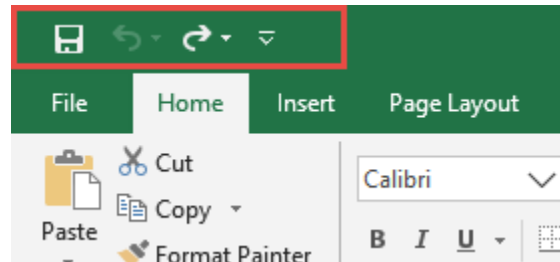 File Home Insert Page Layout
Cut
Calibri
Copy
Paste
B I U
Format Painter